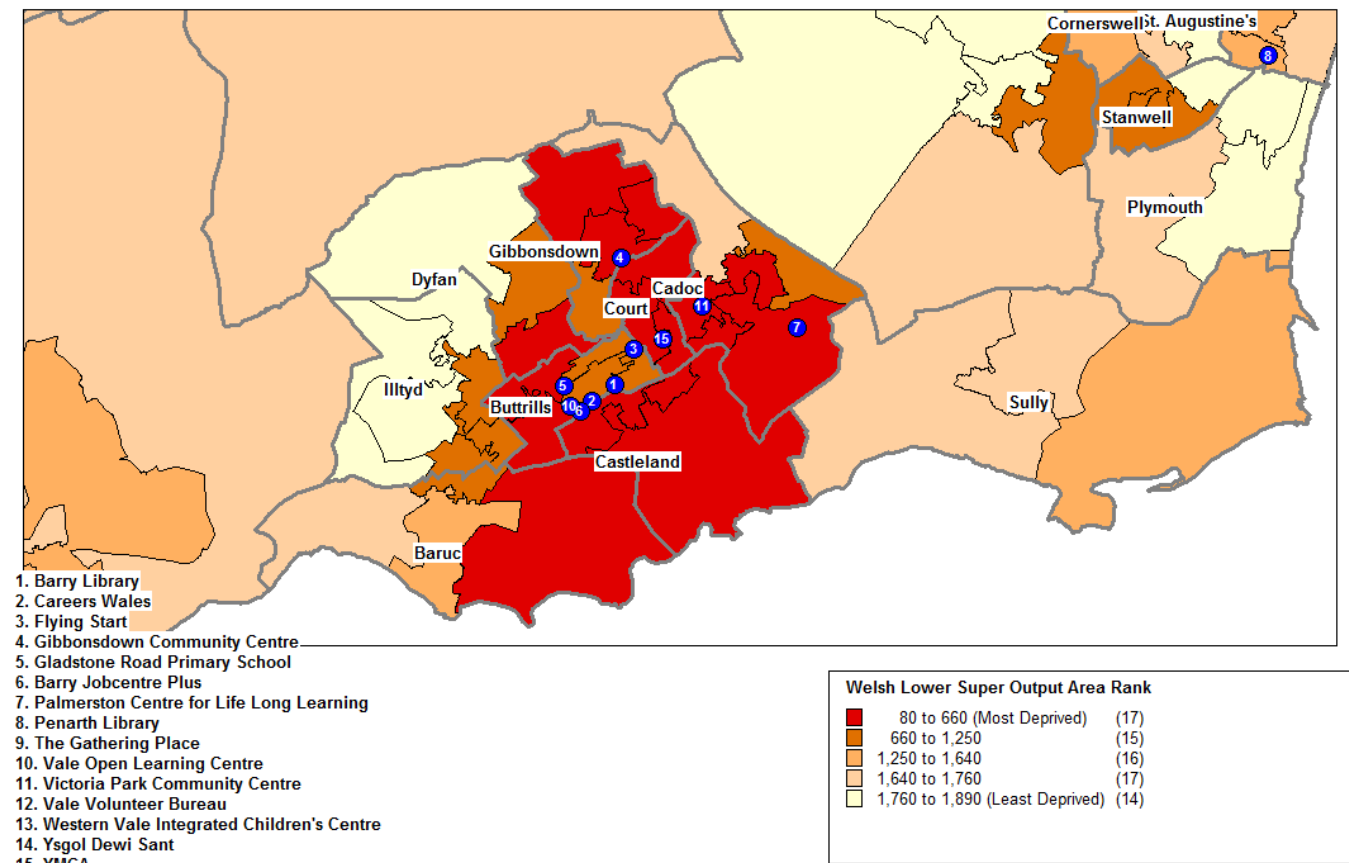 Cornerswell
St. Augustine's
8
Stanwell
Plymouth
Gibbonsdown
4
Dyfan
Cadoc
Court
11
7
15
3
Illtyd
5
1
Buttrills
10
2
6
Sully
Castleland
Baruc
1. Barry Library
2. Careers Wales
3. Flying Start
4. Gibbonsdown Community Centre
5. Gladstone Road Primary School
6. Barry Jobcentre Plus
7. Palmerston Centre for Life Long Learning
8. Penarth Library
9. The Gathering Place
10. Vale Open Learning Centre
11. Victoria Park Community Centre
12. Vale Volunteer Bureau
13. Western Vale Integrated Children's Centre
14. Ysgol Dewi Sant
15. YMCA
Welsh Lower Super Output Area Rank
80 to 660 (Most Deprived) (17)
660 to 1,250 (15)
1,250 to 1,640 (16)
1,640 to 1,760 (17)
1,760 to 1,890 (Least Deprived) (14)